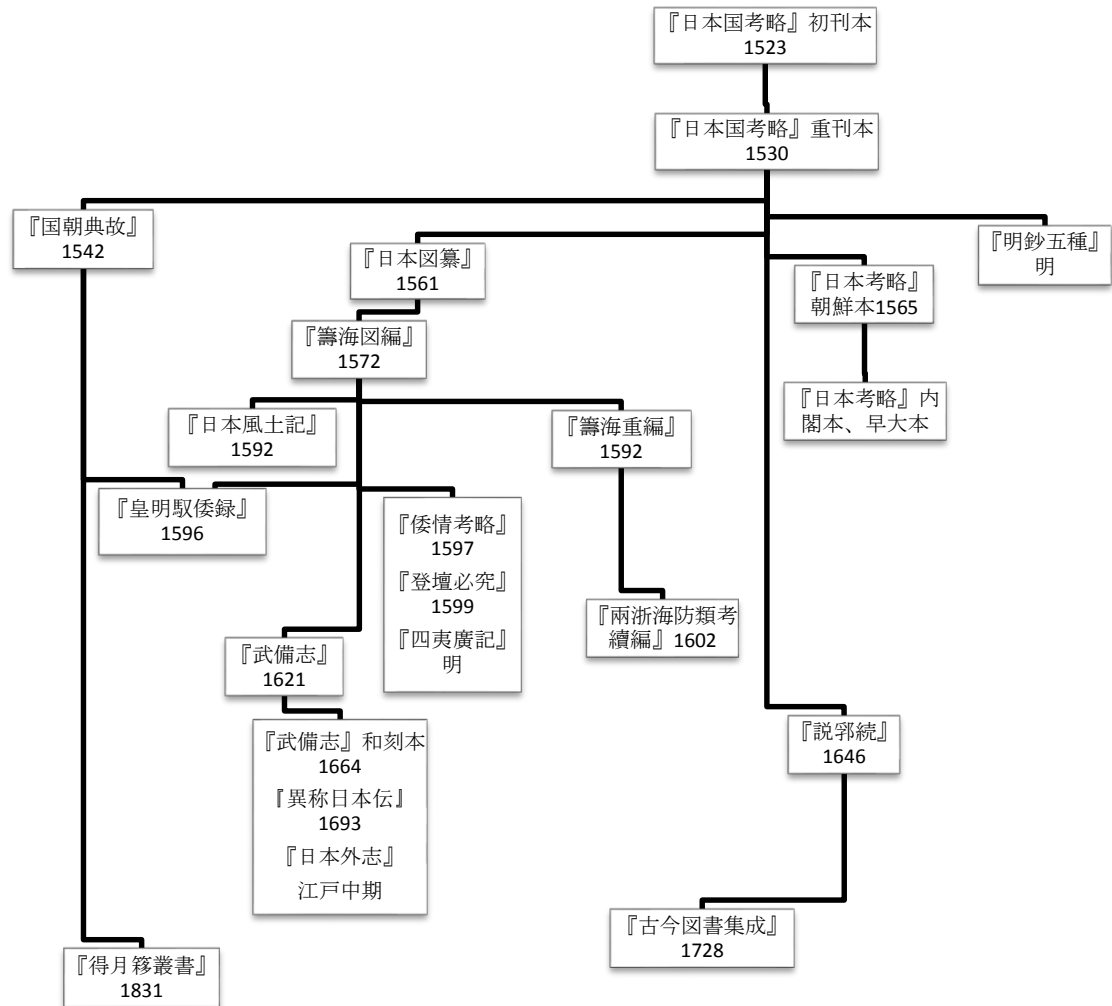 『日本国考略』初刊本
1523
『日本国考略』重刊本
1530
『国朝典故』
1542
『明鈔五種』
明
『日本図纂』
1561
『日本考略』
朝鮮本1565
『籌海図編』
1572
『日本考略』内
閣本、早大本
『日本風土記』
1592
『籌海重編』
1592
『皇明馭倭録』
1596
『倭情考略』
1597
『登壇必究』
1599
『四夷廣記』
明
『兩浙海防類考
續編』1602
『武備志』
1621
『説郛続』
1646
『武備志』和刻本
1664
『異称日本伝』
1693
『日本外志』
江戸中期
『古今図書集成』
1728
『得月簃叢書』
1831